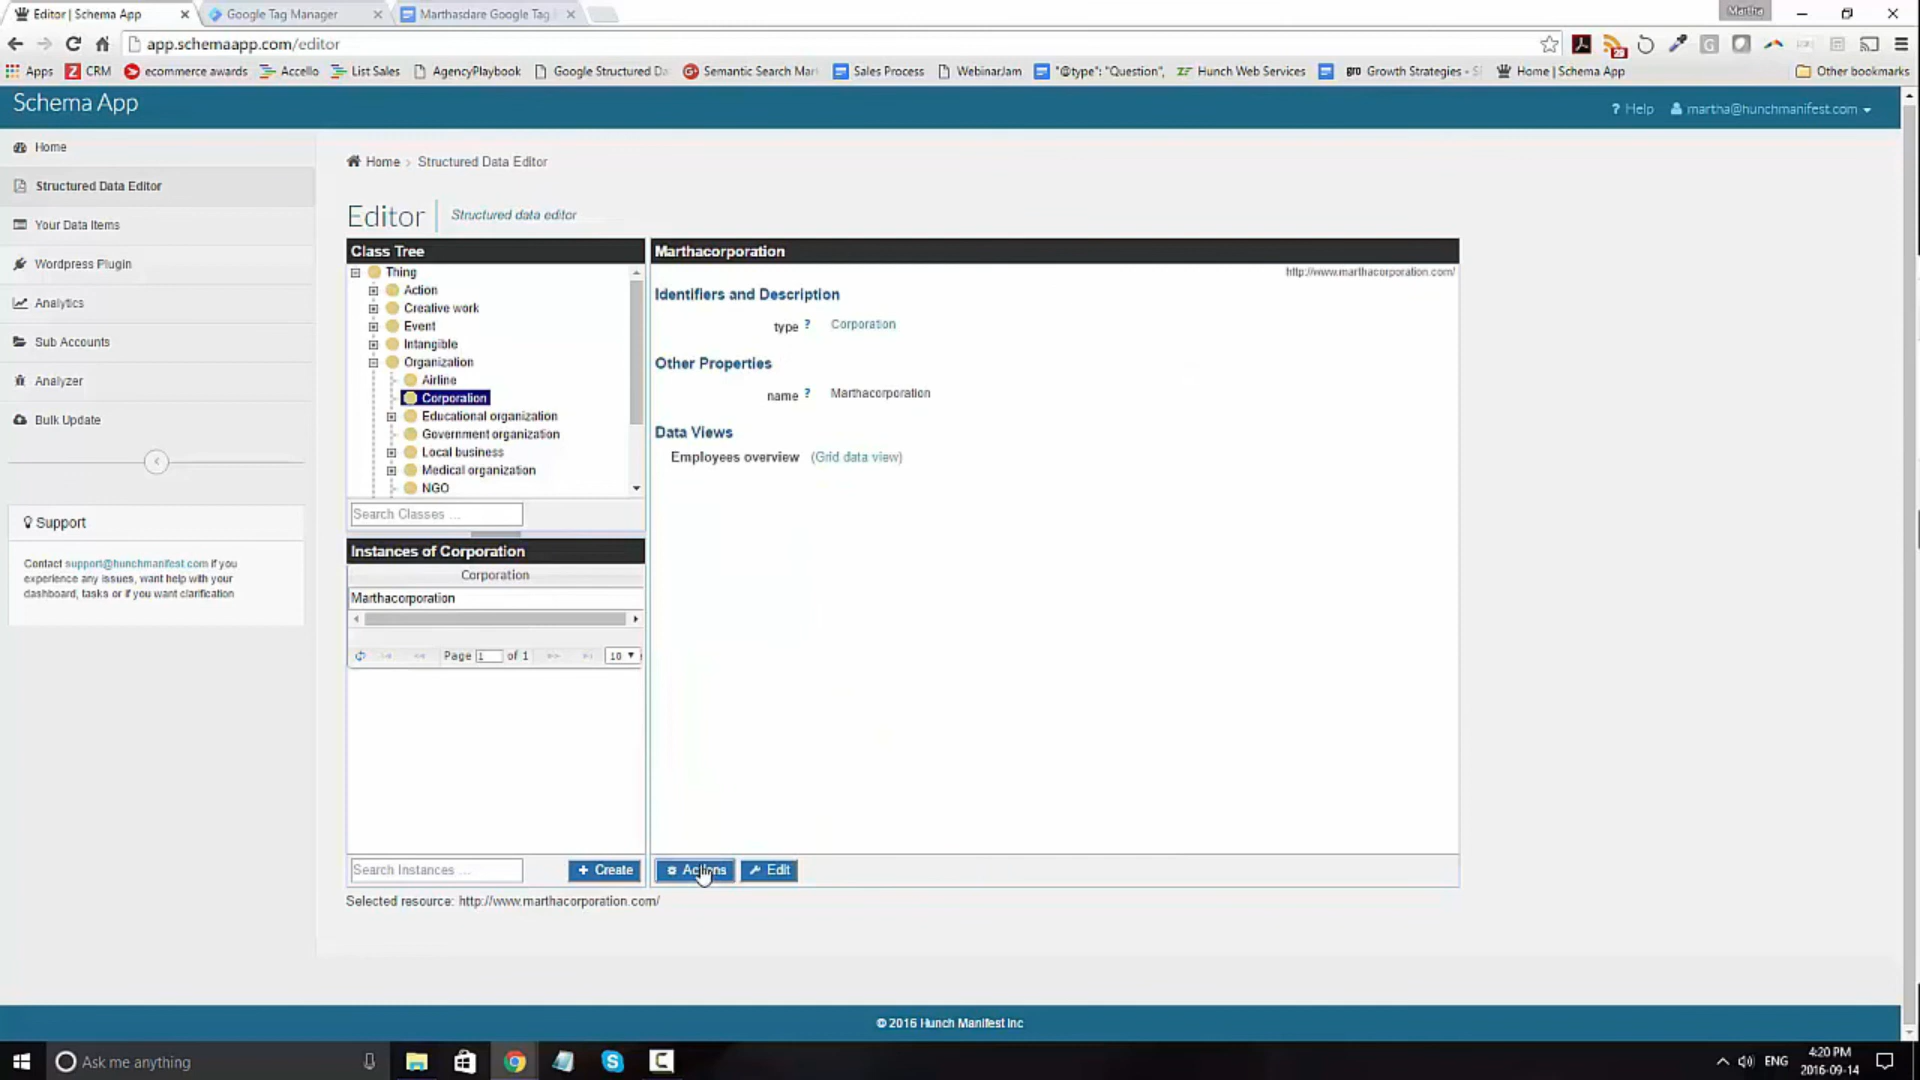 Editor | Schema App
Google Tag Manager
Marthasdare Google Tag
Martha
app.schemaapp.com/editor
Apps
CRM
ecommerce awards
Accello
List Sales
AgencyPlaybook
Google Structured Da
Semantic Search Mar
Sales Process
WebinarJam
"@type": "Question",
Hunch Web Services
Growth Strategies - S
Home | Schema App
Other bookmarks
Schema App
? Help
martha@hunchmanifest.com
Home
Structured Data Editor
Your Data Items
Wordpress Plugin
Analytics
Sub Accounts
Analyzer
Bulk Update
Support
Contact support@hunchmanifest.com if you
experience any issues, want help with your
dashboard, tasks or if you want clarification
Home > Structured Data Editor
Editor
Structured data editor
Class Tree
Thing
Action
Creative work
Event
Intangible
Organization
Airline
Corporation
Educational organization
Government organization
Local business
Medical organization
NGO
Search Classes ...
Instances of Corporation
Corporation
Marthacorporation
Page 1 of 1
10
Search Instances ...
+ Create
Marthacorporation
http://www.marthacorporation.com/
Identifiers and Description
type ? Corporation
Other Properties
name ? Marthacorporation
Data Views
Employees overview (Grid data view)
Actions
Edit
Selected resource: http://www.marthacorporation.com/
© 2016 Hunch Manifest Inc
Ask me anything
ENG
4:20 PM
2016-09-14